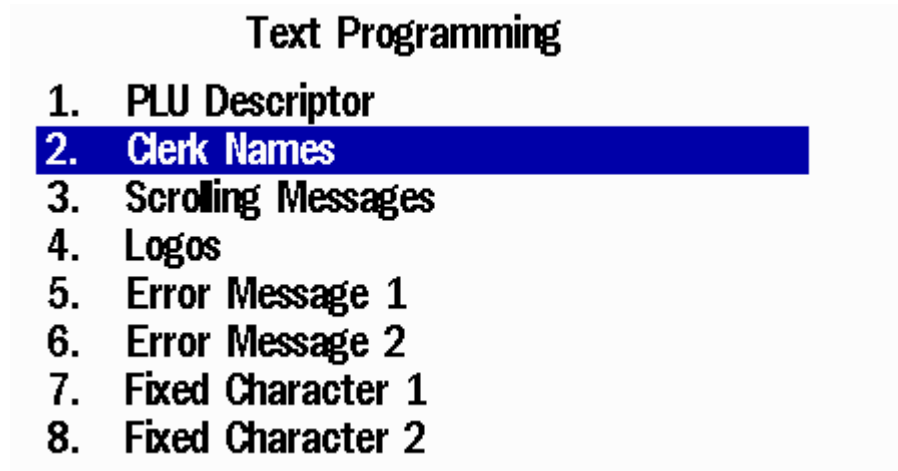 Text Programming
1. PLU Descriptor
2. Clerk Names
3. Scrolling Messages
4. Logos
5. Error Message 1
6. Error Message 2
7. Fixed Character 1
8. Fixed Character 2